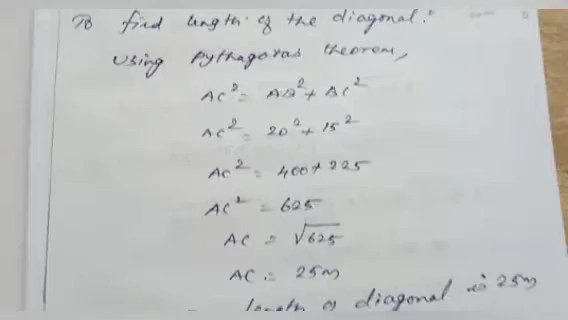 To find length of the diagonal.
using pythagoras theorem,
AC² = AB² + BC²
AC² = 20² + 15²
AC² = 400 + 225
AC² = 625
AC = √625
AC = 25m
length of diagonal is 25m